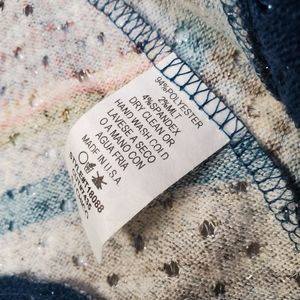 94%POLYESTER
2%MLT
4%SPANDEX
DRY CLEAN OR
HAND WASH COLD
LAVESE A SECO
O A MANO CON
AGUA FRIA
MADE IN U.S.A